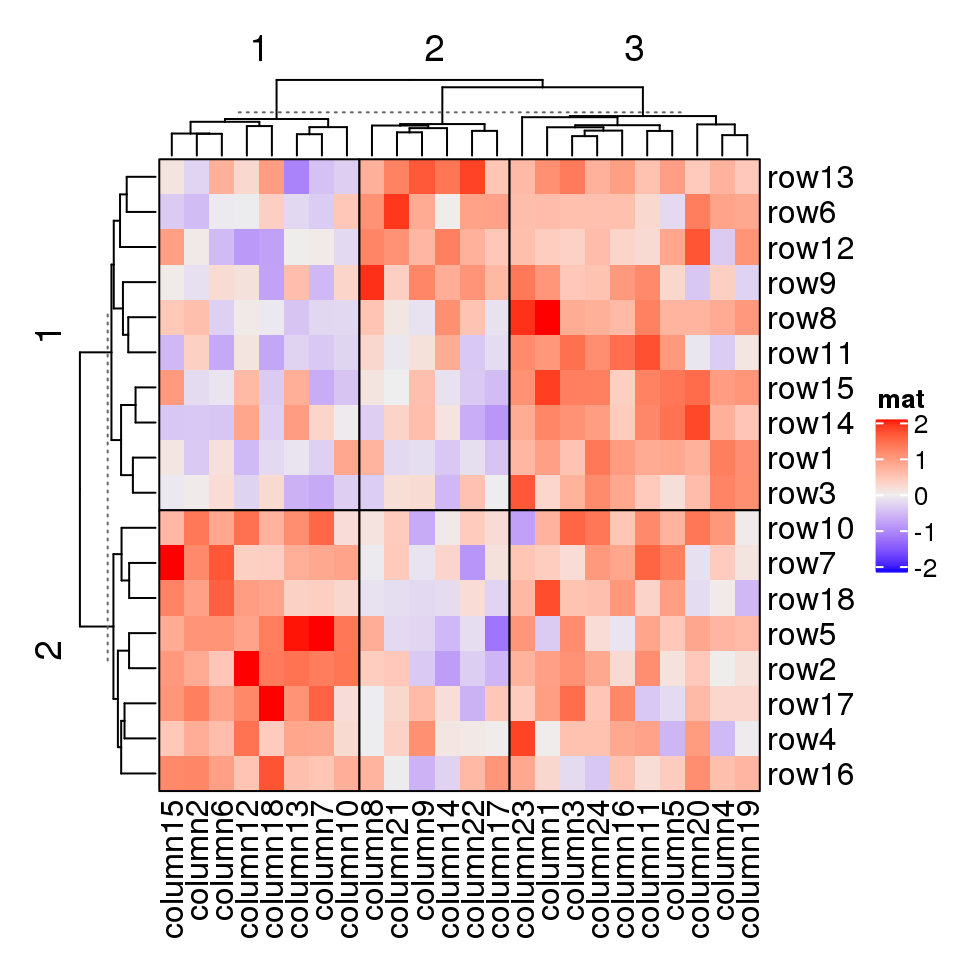 1 2 3
1
2
row13
row6
row12
row9
row8
row11
row15
row14
row1
row3
row10
row7
row18
row5
row2
row17
row4
row16
mat
2
1
0
-1
-2
column15
column2
column6
column12
column18
column13
column7
column10
column8
column21
column9
column14
column22
column17
column23
column1
column3
column24
column16
column11
column5
column20
column4
column19